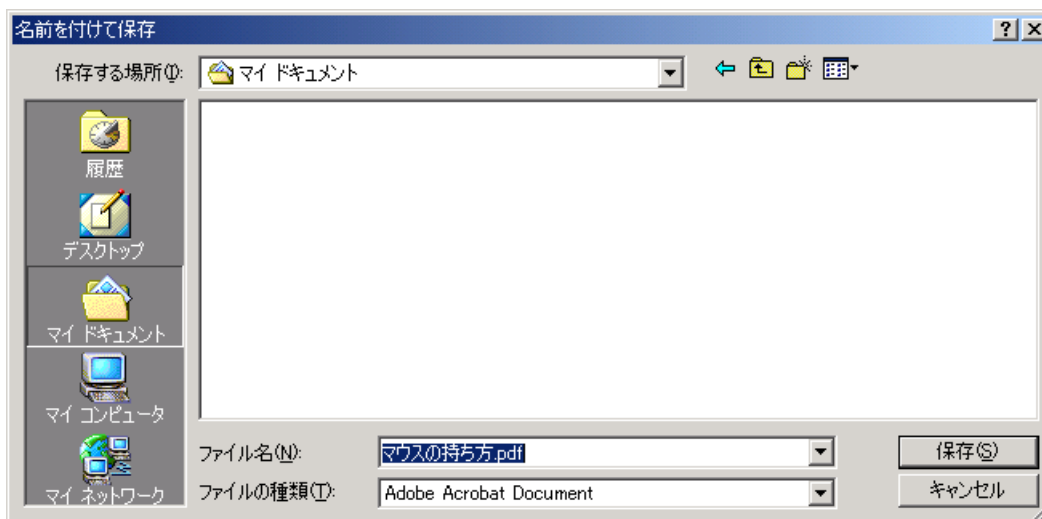 名前を付けて保存
保存する場所(I):
マイ ドキュメント
履歴
デスクトップ
マイ ドキュメント
マイ コンピュータ
マイ ネットワーク
ファイル名(N):
マウスの持ち方.pdf
保存(S)
ファイルの種類(T):
Adobe Acrobat Document
キャンセル